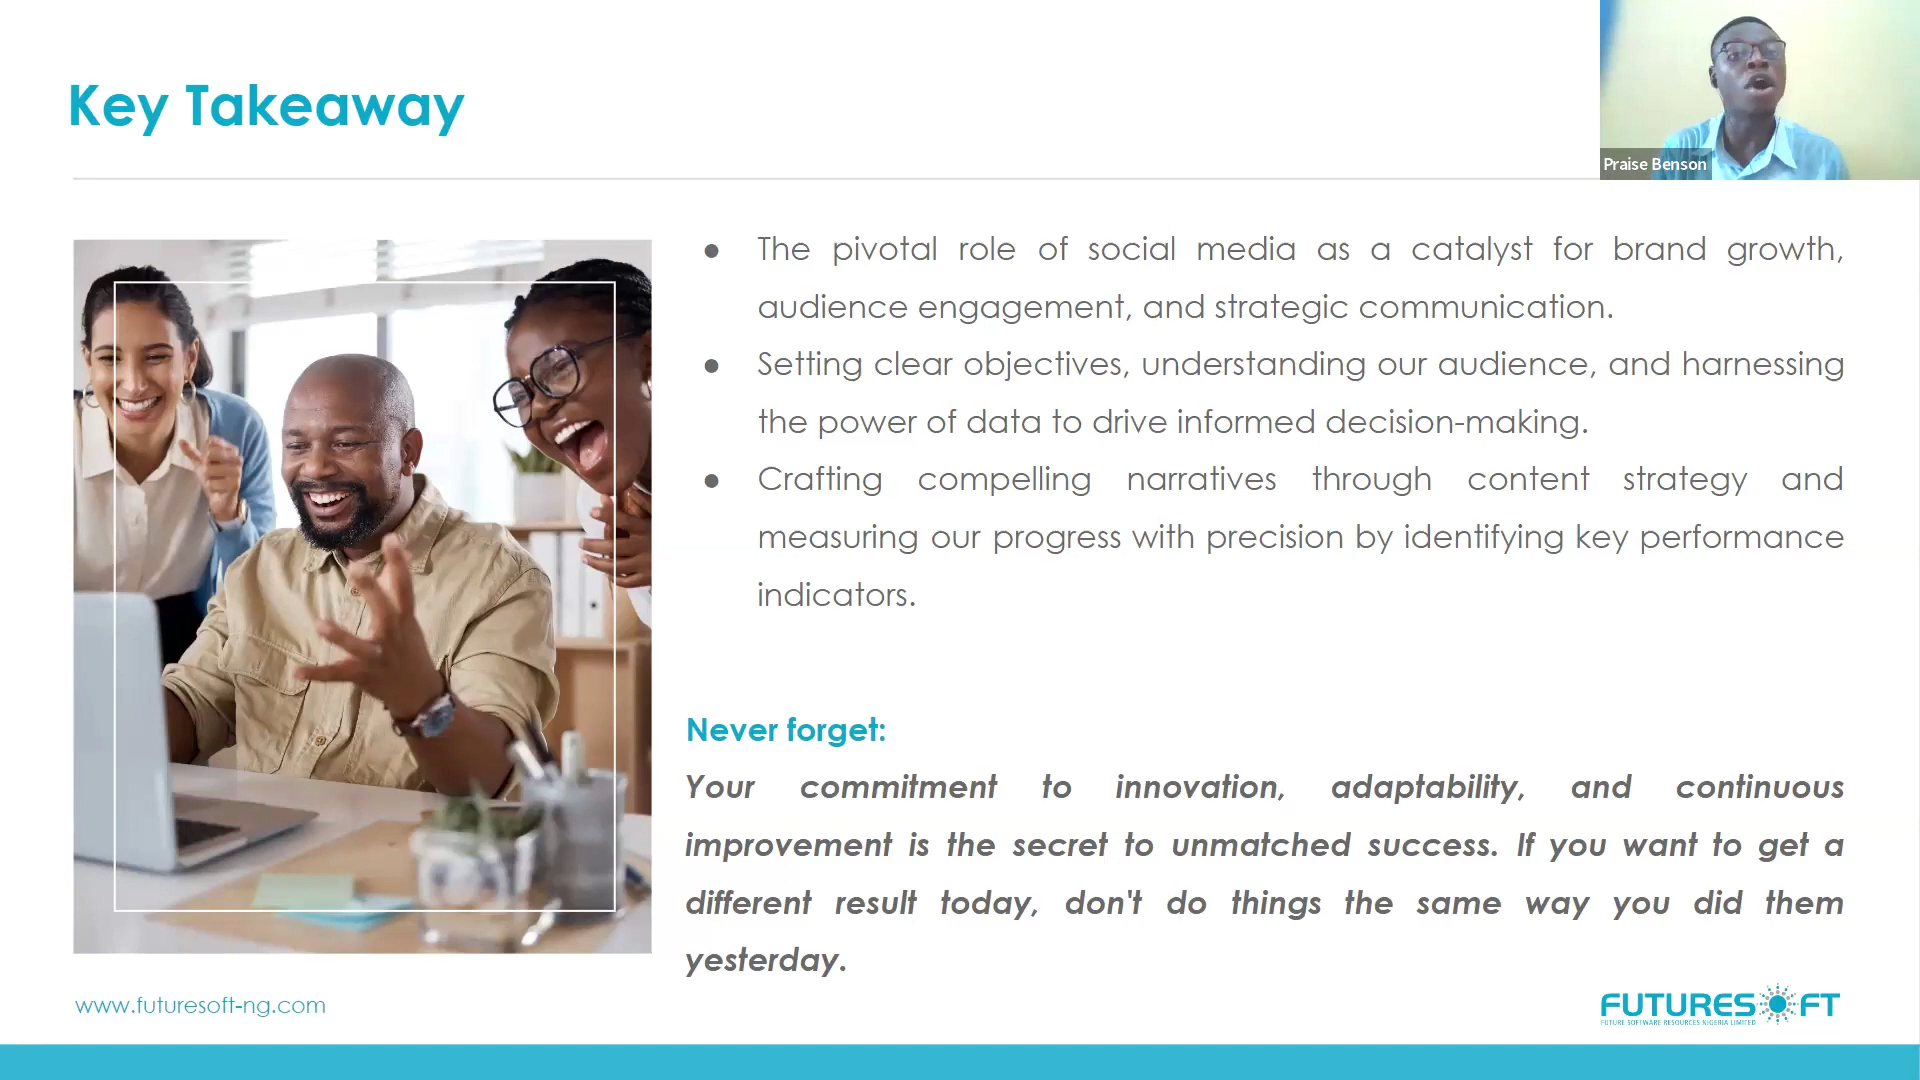 Key Takeaway
Praise Benson
● The pivotal role of social media as a catalyst for brand growth,
audience engagement, and strategic communication.
● Setting clear objectives, understanding our audience, and harnessing
the power of data to drive informed decision-making.
● Crafting compelling narratives through content strategy and
measuring our progress with precision by identifying key performance
indicators.
Never forget:
Your commitment to innovation, adaptability, and continuous
improvement is the secret to unmatched success. If you want to get a
different result today, don't do things the same way you did them
yesterday.
www.futuresoft-ng.com
FUTURESOFT
FUTURE SOFTWARE RESOURCES NIGERIA LIMITED